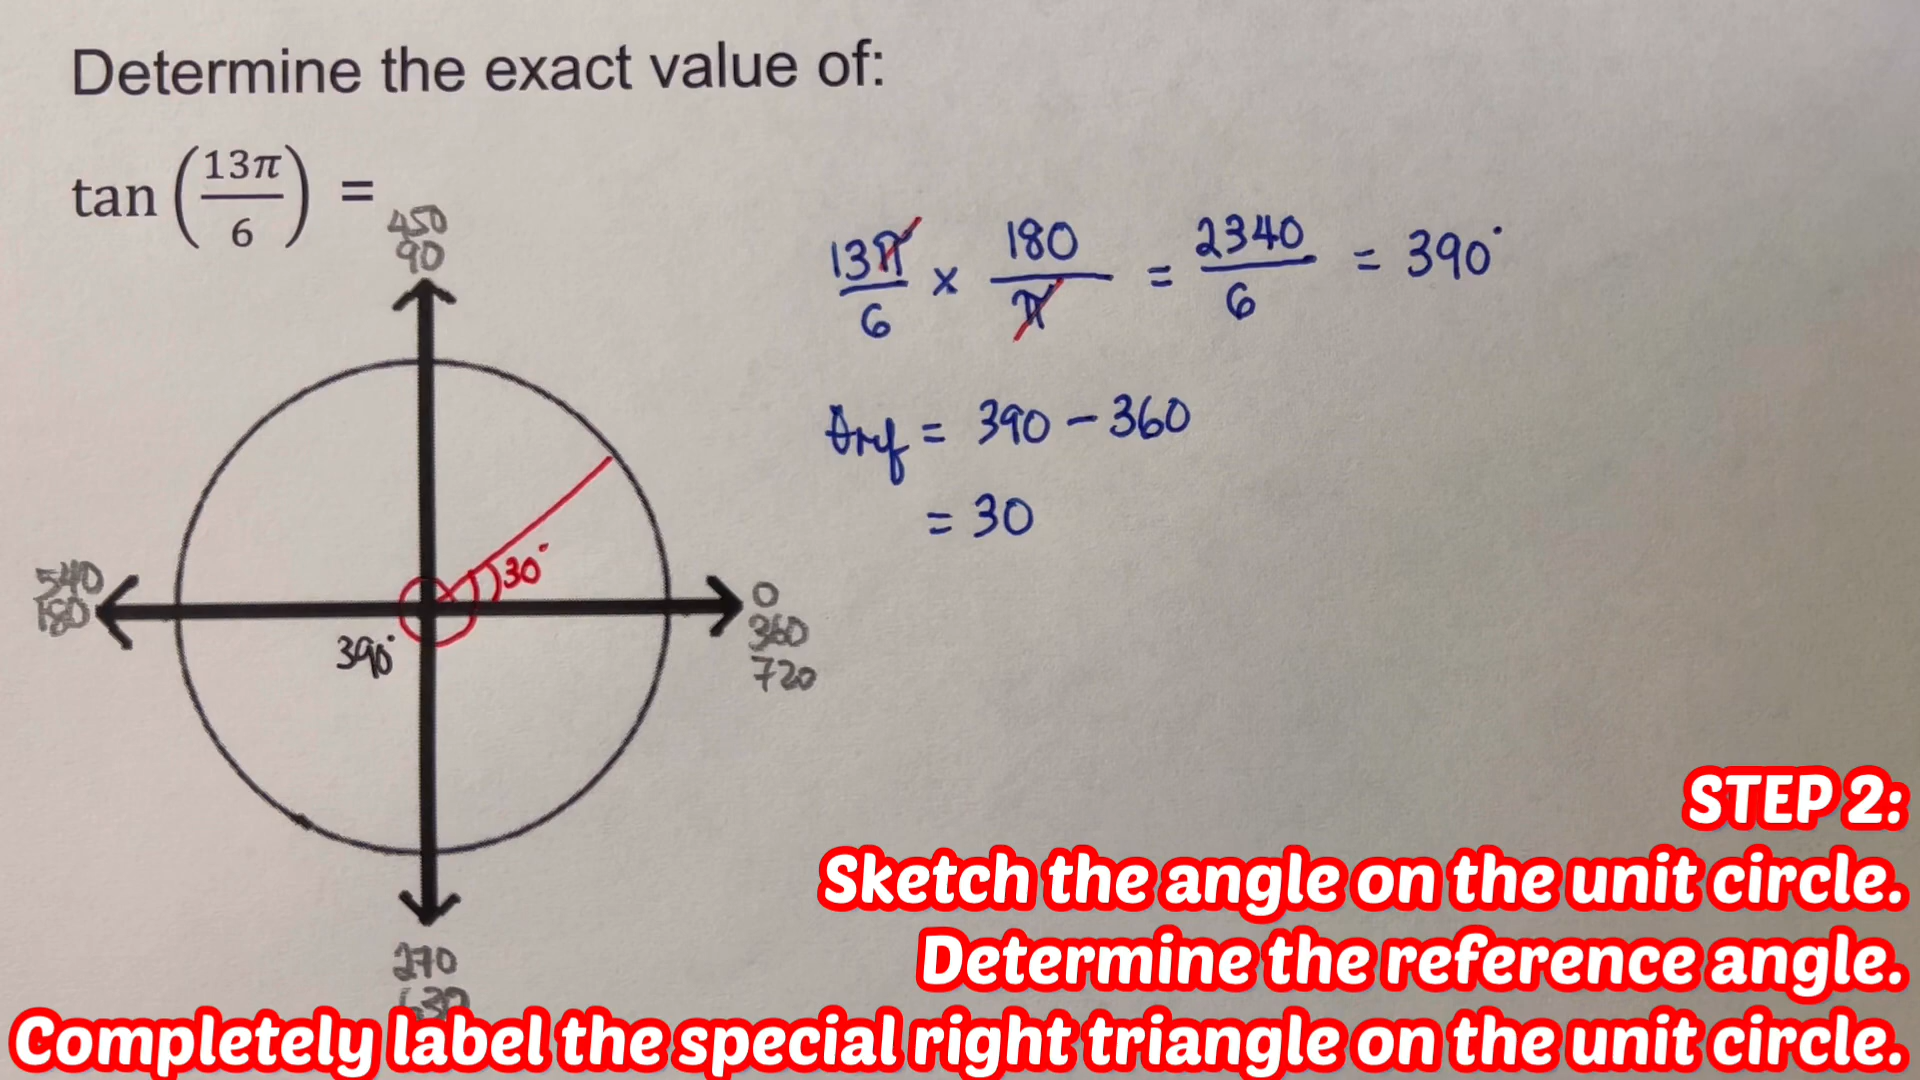 Determine the exact value of:
tan (13π/6) =
450
90
13π/6 × 180/π = 2340/6 = 390°
θref = 390 - 360
= 30
30°
540
180
0
360
720
390°
270
630
STEP 2:
Sketch the angle on the unit circle.
Determine the reference angle.
Completely label the special right triangle on the unit circle.